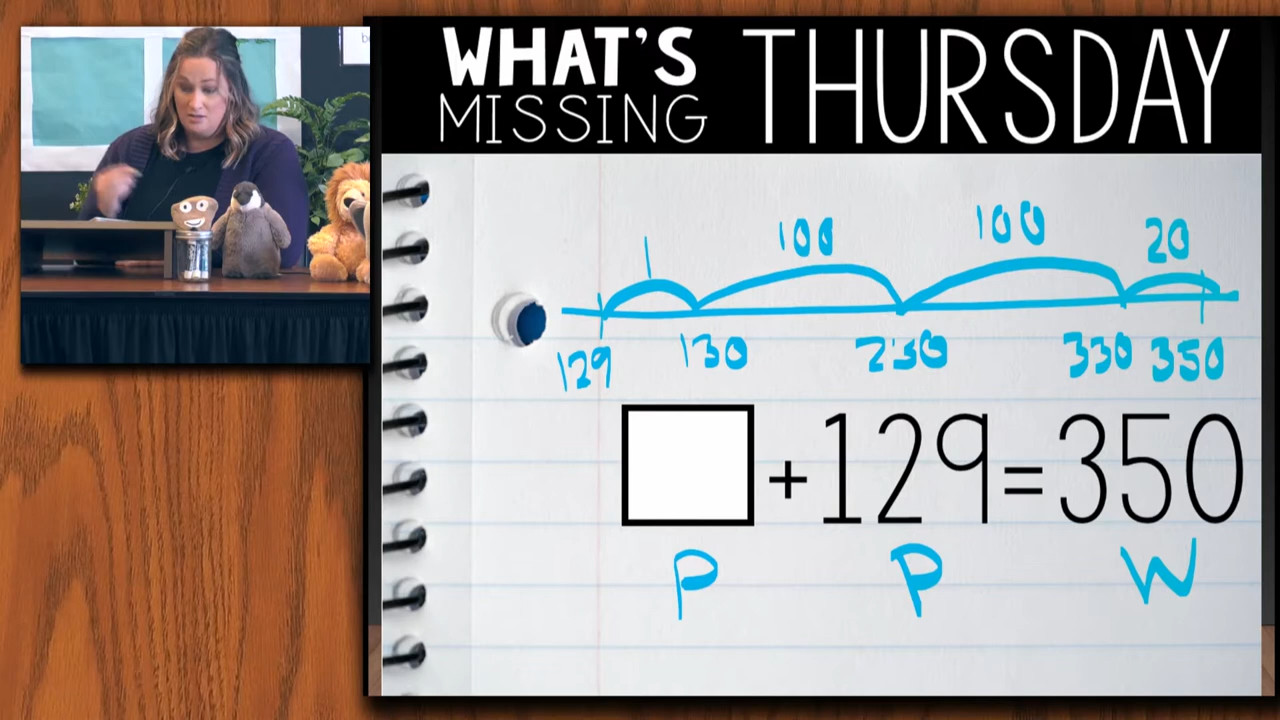 WHAT'S
MISSING
THURSDAY
1 100 100 20
129 130 230 330 350
+129=350
P P W